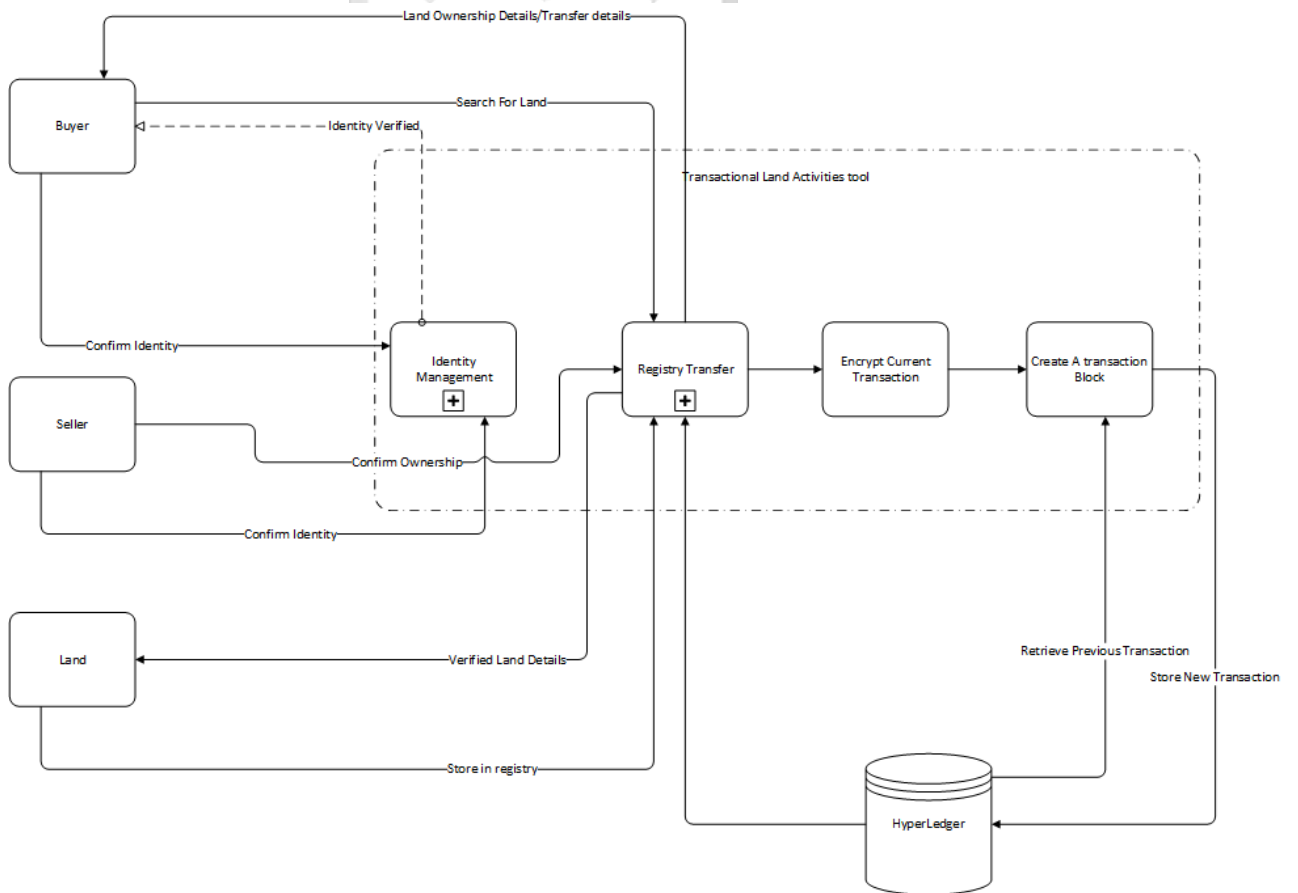 Land Ownership Details/Transfer details
Search For Land
Buyer
Identity Verified
Transactional Land Activities tool
Confirm Identity
Identity
Management
Registry Transfer
Encrypt Current
Transaction
Create A transaction
Block
Seller
Confirm Ownership
Confirm Identity
Land
Verified Land Details
Retrieve Previous Transaction
Store New Transaction
Store in registry
HyperLedger